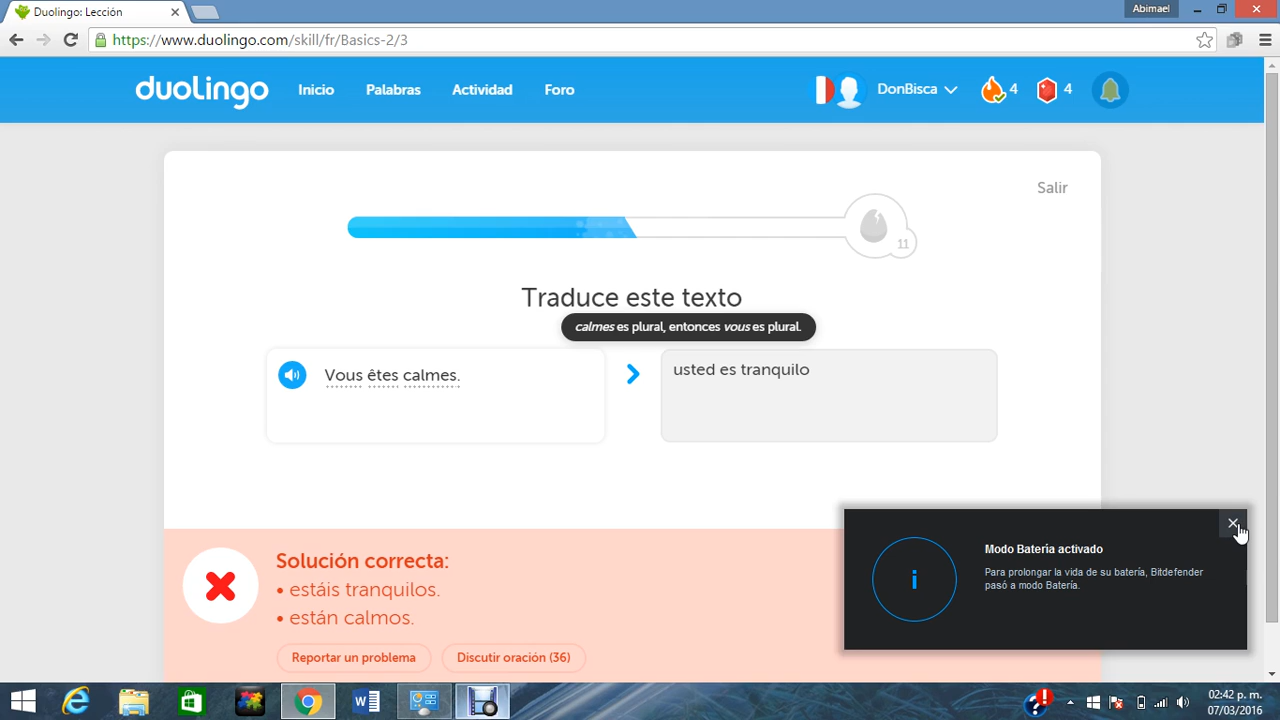 Duolingo: Lección
Abimael
https://www.duolingo.com/skill/fr/Basics-2/3
duolingo Inicio Palabras Actividad Foro DonBisca 4 4
Salir
11
Traduce este texto
calmes es plural, entonces vous es plural.
Vous êtes calmes.
usted es tranquilo
Solución correcta:
• estáis tranquilos.
• están calmos.
Reportar un problema Discutir oración (36)
Modo Batería activado
Para prolongar la vida de su batería, Bitdefender
pasó a modo Batería.
02:42 p. m.
07/03/2016